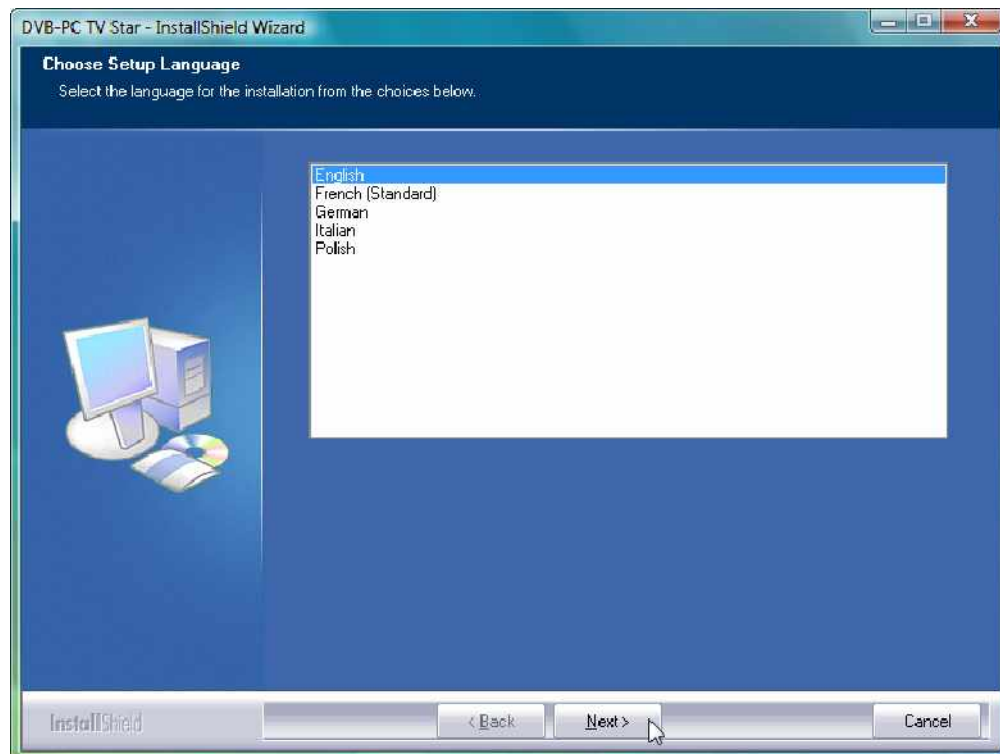 DVB-PC TV Star - InstallShield Wizard
Choose Setup Language
Select the language for the installation from the choices below.
English
French (Standard)
German
Italian
Polish
InstallShield
< Back
Next >
Cancel